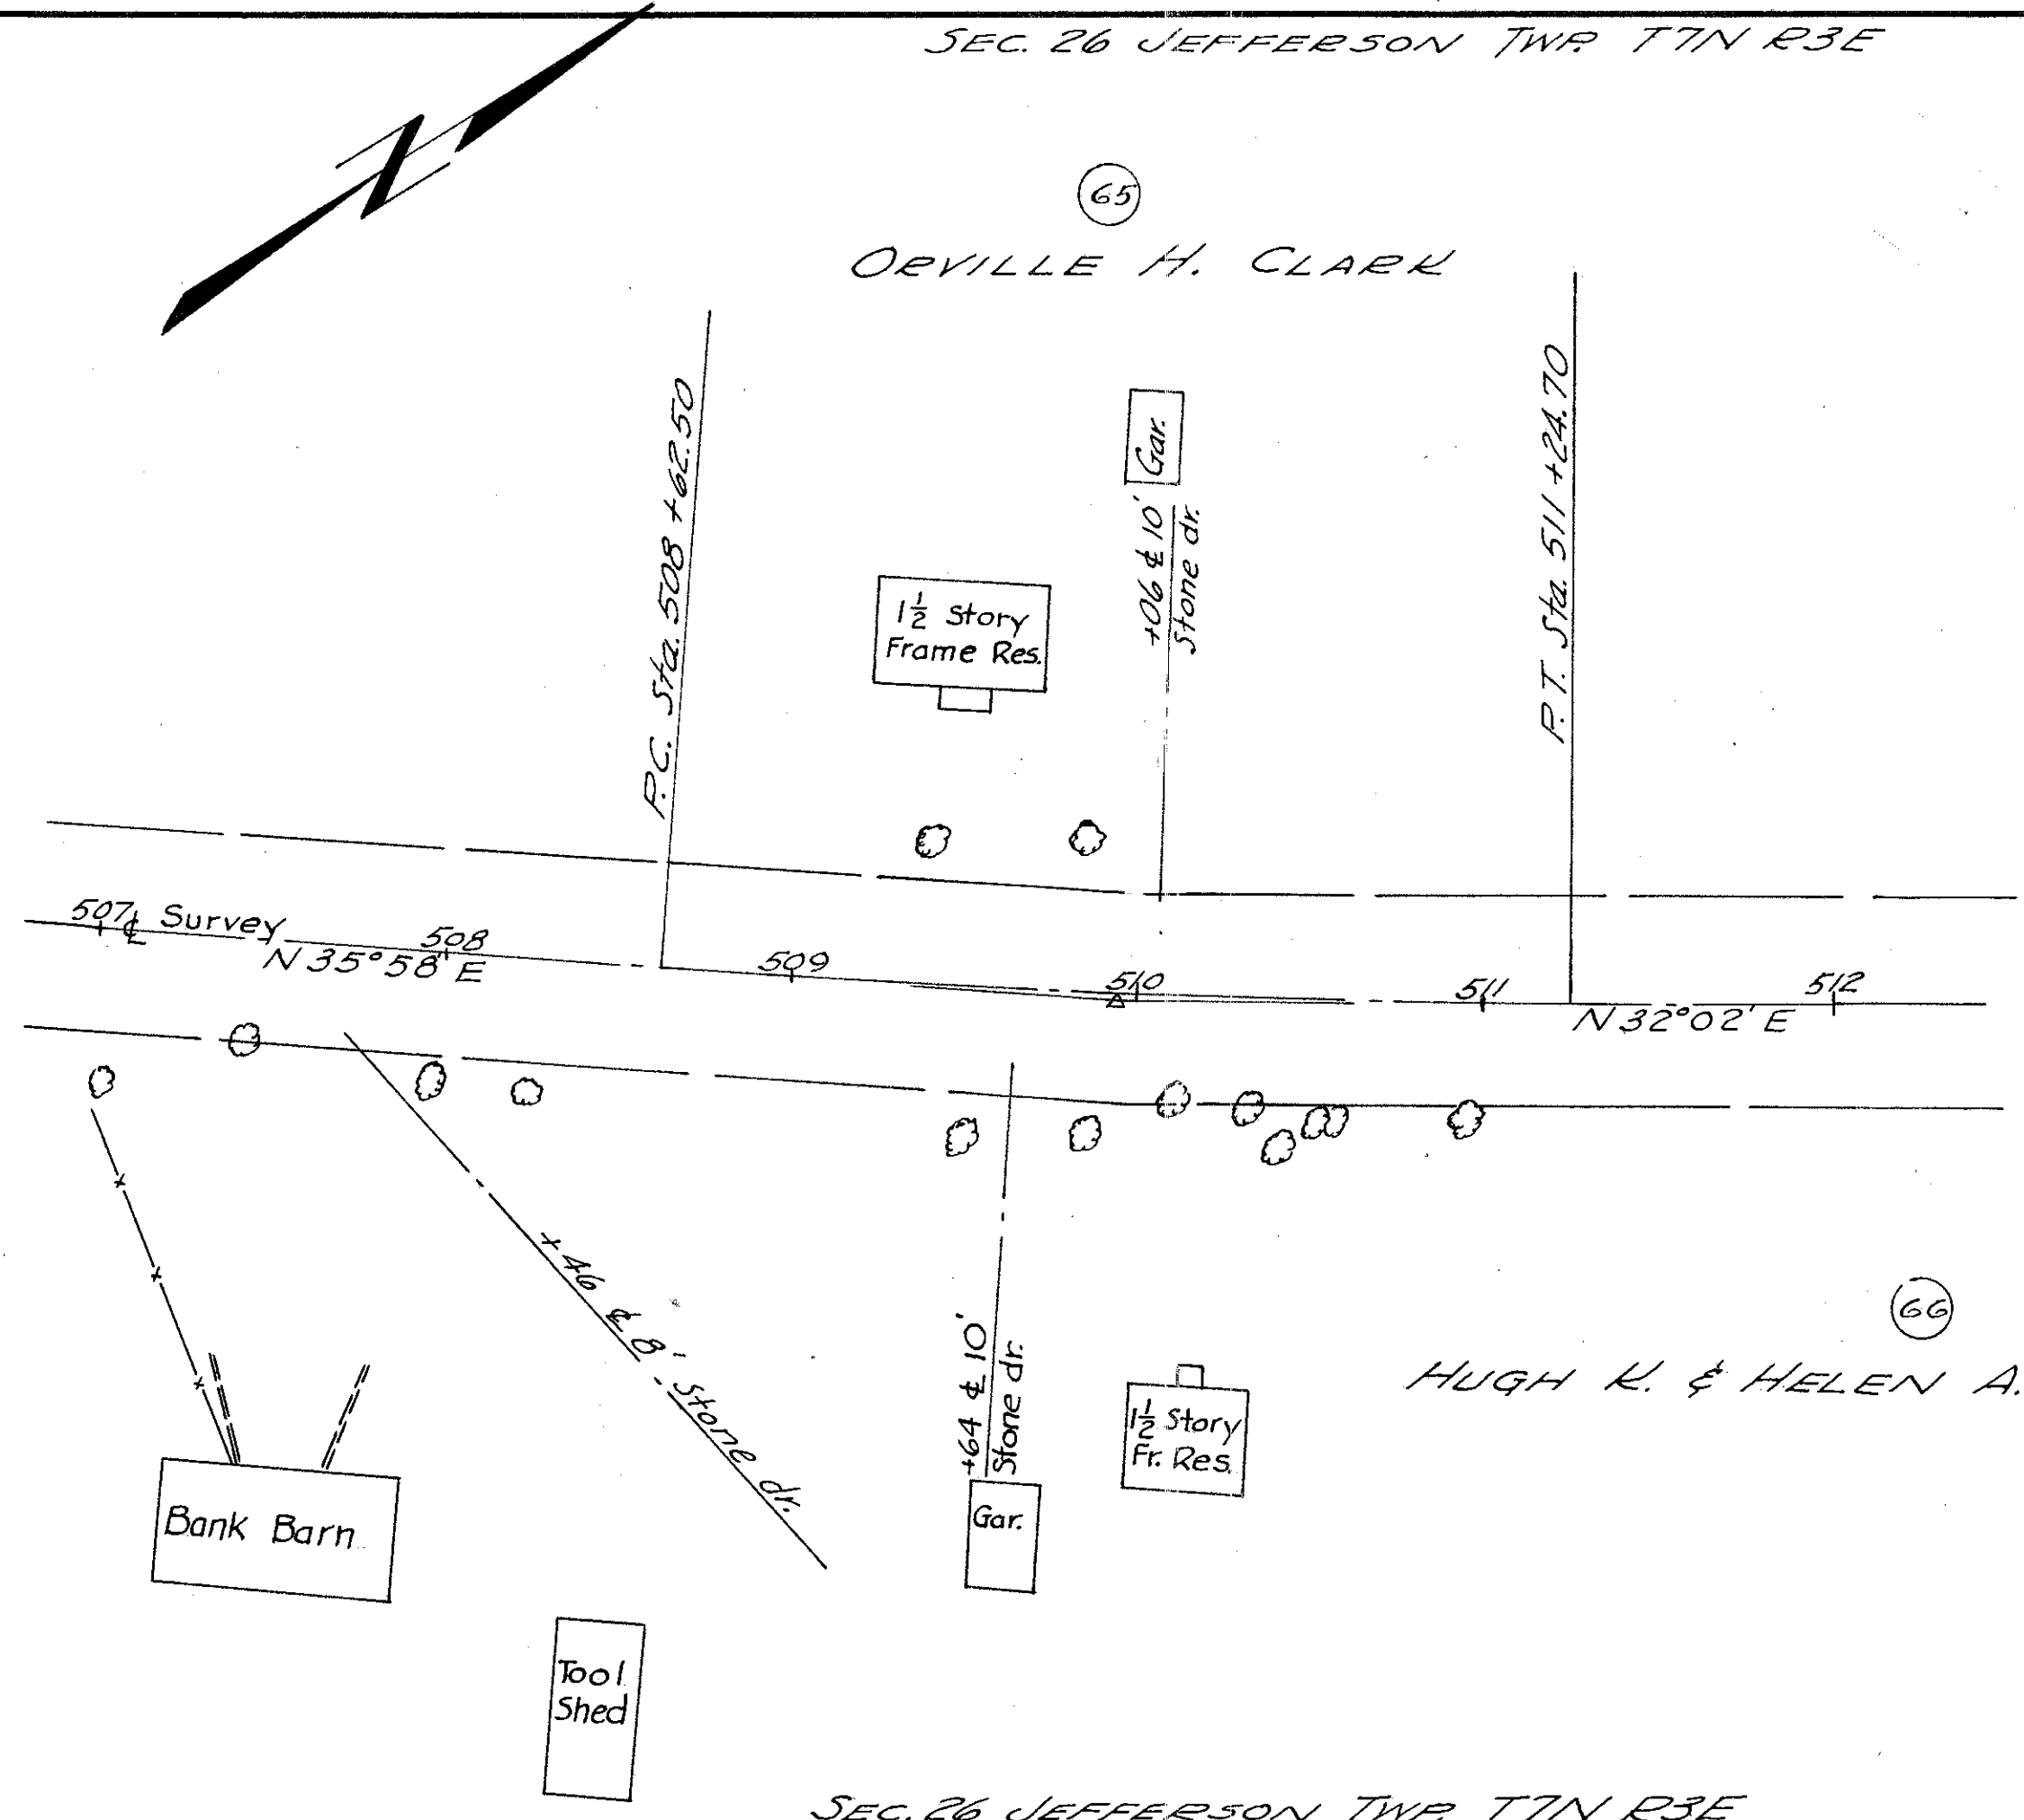 SEC. 26 JEFFERSON TWP. T7N R3E
65
ORVILLE H. CLARK
P.C. Sta. 508 +62.50
P.T. Sta. 511 +24.70
Gar.
+06 ℄ 10'
Stone dr.
1½ Story
Frame Res.
507 ℄ Survey
508
N 35°58' E
509
510
511
512
N 32°02' E
+46 ℄ 8' Stone dr.
+64 ℄ 10'
Stone dr.
66
HUGH K. & HELEN A.
1½ Story
Fr. Res.
Gar.
Bank Barn
Tool
Shed
SEC. 26 JEFFERSON TWP. T7N R3E